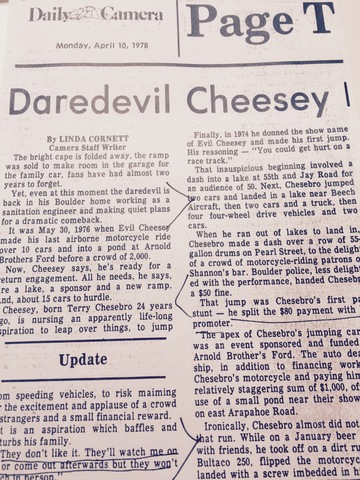 Daily Camera
Monday, April 10, 1978
Page T
Daredevil Cheesey
By LINDA CORNETT
Camera Staff Writer
The bright cape is folded away, the ramp
was sold to make room in the garage for
the family car, fans have had almost two
years to forget.
Yet, even at this moment the daredevil is
back in his Boulder home working as a
sanitation engineer and making quiet plans
for a dramatic comeback.
It was May 30, 1976 when Evil Cheesey
made his last airborne motorcycle ride
over 10 cars and into a pond at Arnold
Brothers Ford before a crowd of 2,000.
Now, Cheesey says, he's ready for a
return engagement. All he needs, he says,
are a lake, a sponsor and a new ramp.
And, about 15 cars to hurdle.
Cheesey, born Terry Chesebro 24 years
ago, is nursing an apparently life-long
aspiration to leap over things, to jump
Update
om speeding vehicles, to risk maiming
r the excitement and applause of a crowd
strangers and a small financial reward.
t is an aspiration which baffles and
turbs his family.
They don't like it. They'll watch me on
or come out afterwards but they won't
ch in person."
Finally, in 1974 he donned the show name
of Evil Cheesey and made his first jump.
His reasoning — "You could get hurt on a
race track."
That inauspicious beginning involved a
dash into a lake at 55th and Jay Road for
an audience of 50. Next, Chesebro jumped
two cars and landed in a lake near Beech
Aircraft, then two cars and a truck, then
four four-wheel drive vehicles and two
cars.
When he ran out of lakes to land in,
Chesebro made a dash over a row of 55-
gallon drums on Pearl Street, to the delight
of a crowd of motorcycle-riding patrons o
Shannon's bar. Boulder police, less delight
ed with the performance, handed Chesebr
a $50 fine.
That jump was Chesebro's first p
stunt — he split the $80 payment with
promoter.
The apex of Chesebro's jumping car
was an event sponsored and funded
Arnold Brother's Ford. The auto de
ship, in addition to financing work
Chesebro's motorcycle and paying him
relatively staggering sum of $1,000, o
use of a small pond near their show
on east Arapahoe Road.
Ironically, Chesebro almost did not
that run. While on a January bee
with friends, he took off on a dirt ru
Bultaco 250, flipped the motorcy
landed with a screw imbedded in hi